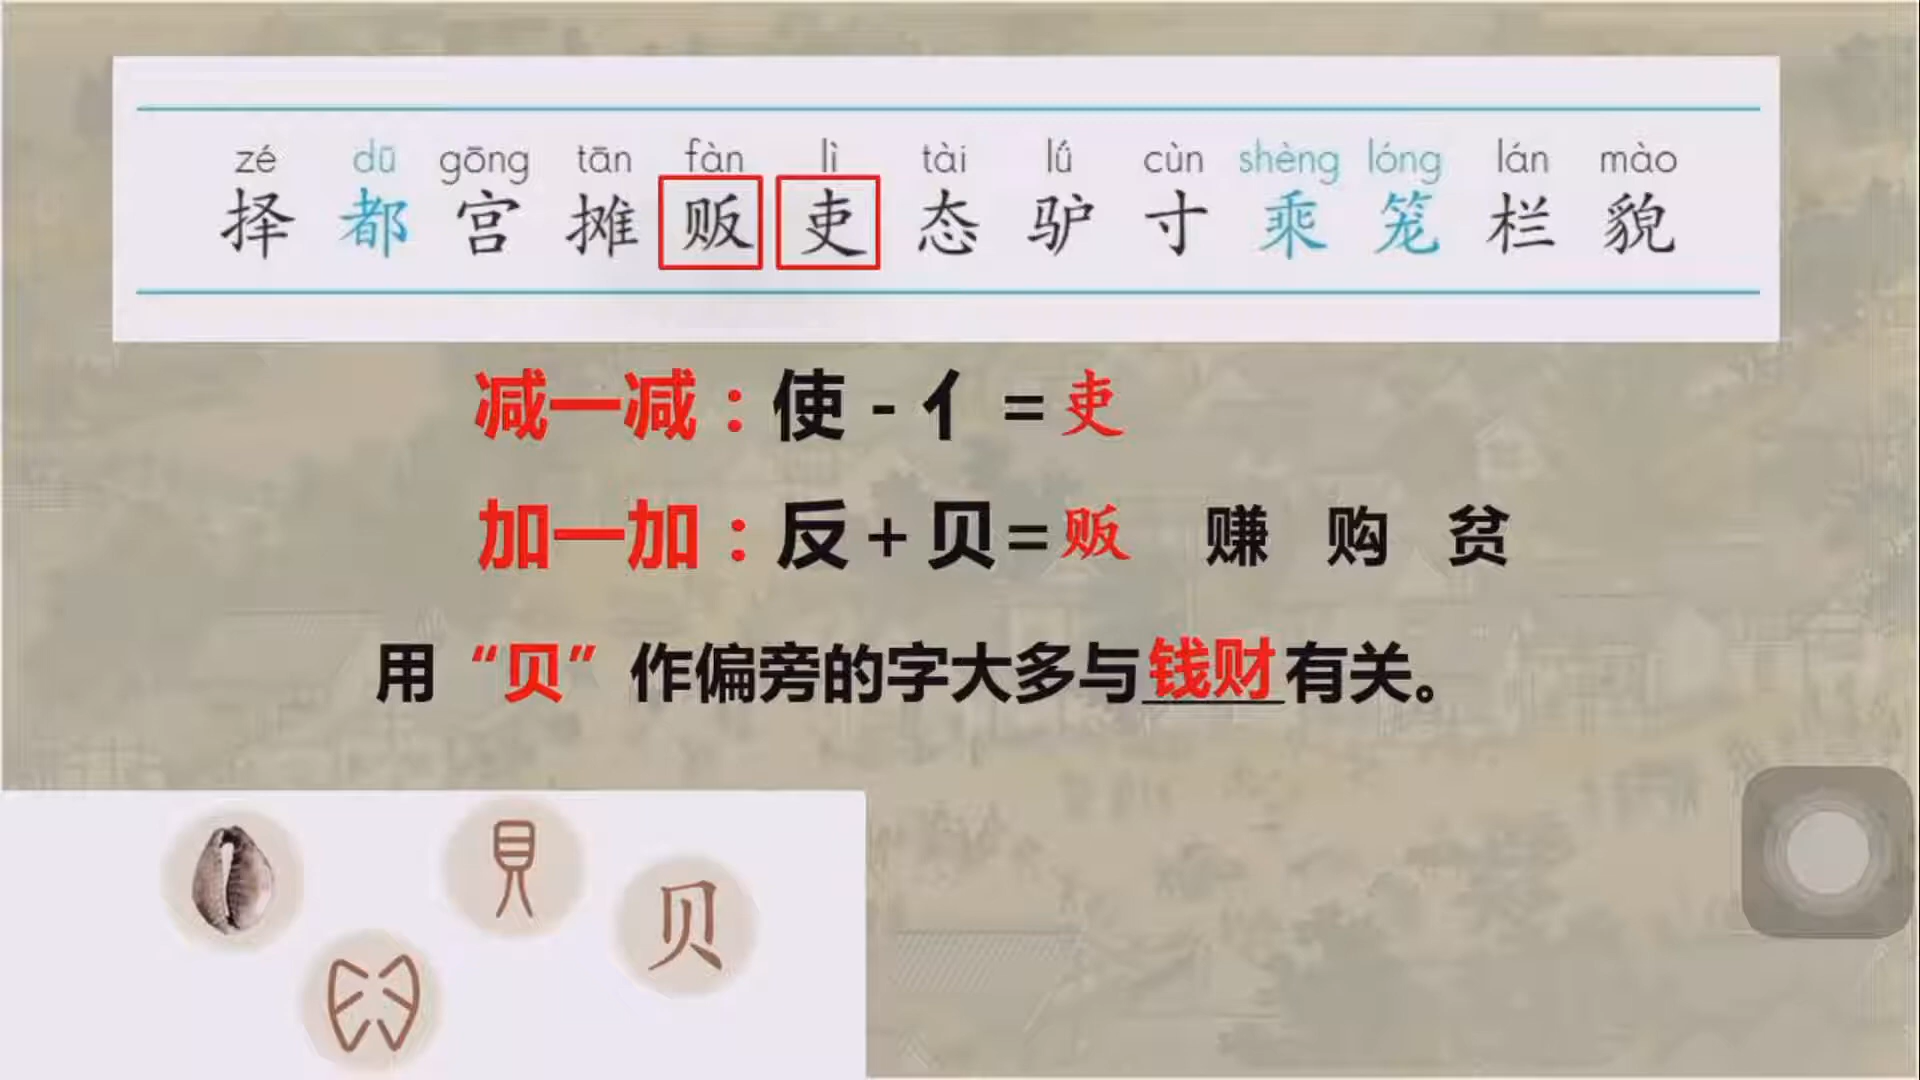 zé dū gōng tān fàn lì tài lǘ cùn shèng lóng lán mào
择 都 宫 摊 贩 吏 态 驴 寸 乘 笼 栏 貌
减一减：使 - 亻 = 吏
加一加：反 + 贝 = 贩 赚 购 贫
用“贝”作偏旁的字大多与钱财有关。
貝
贝